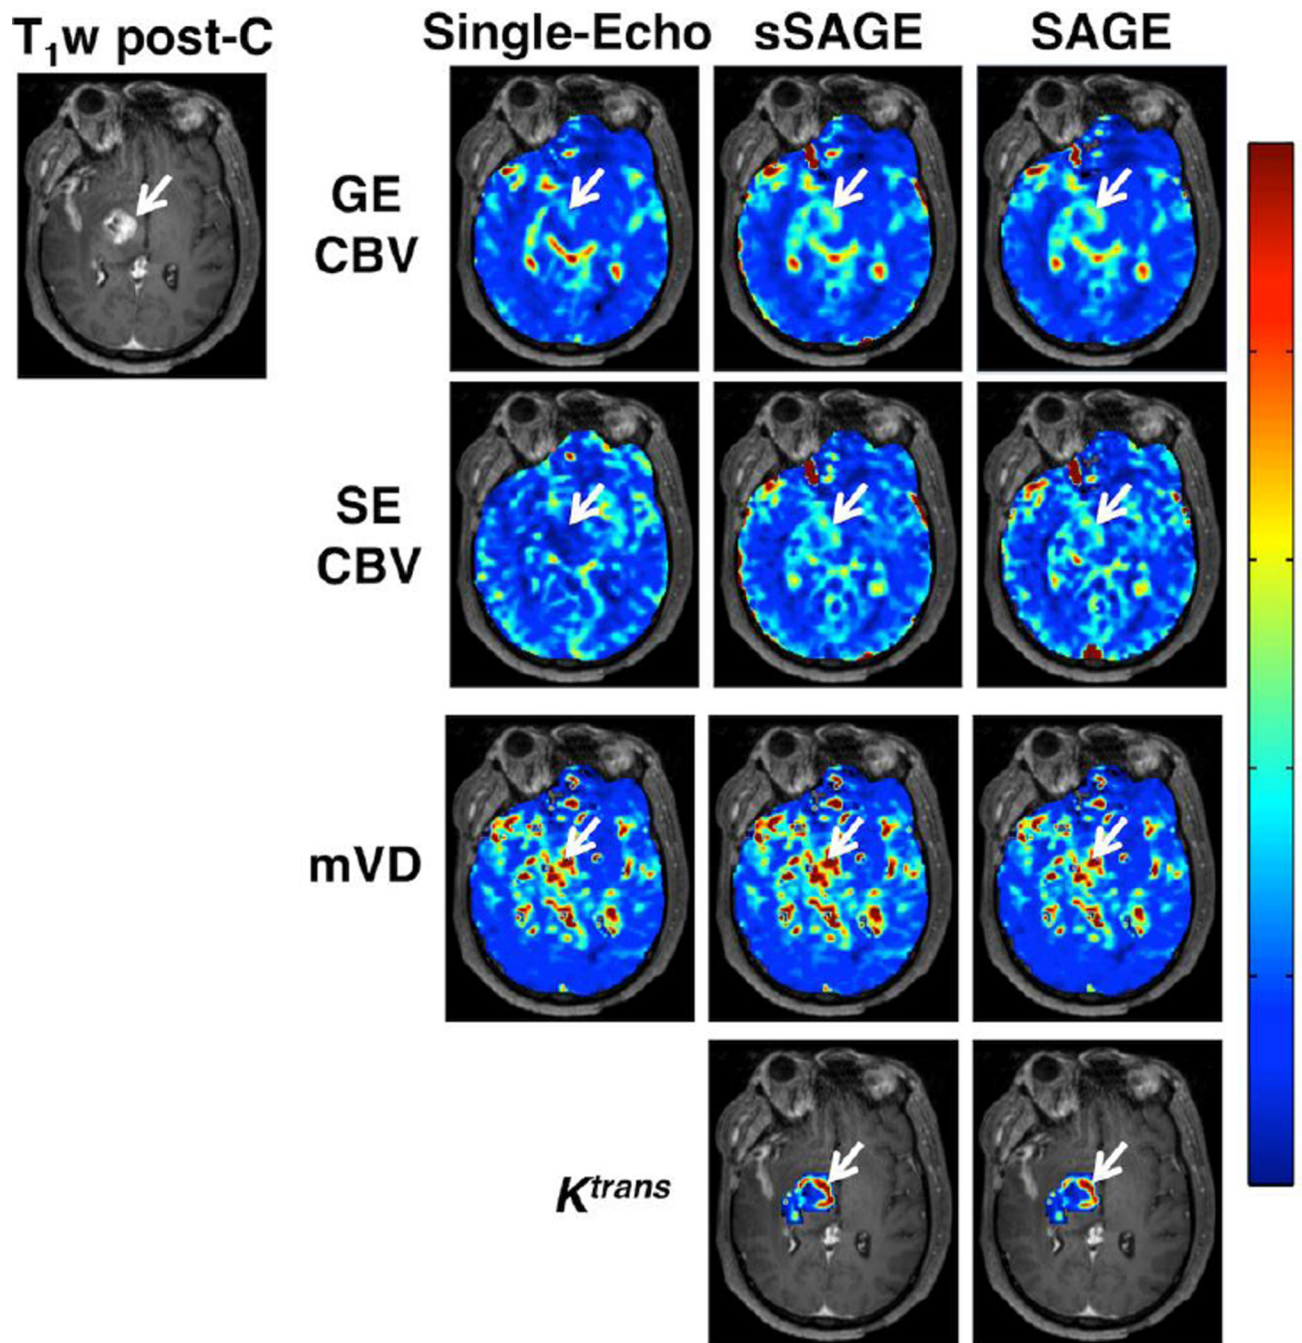 T₁w post-C
Single-Echo sSAGE SAGE
GE
CBV
SE
CBV
mVD
Ktrans